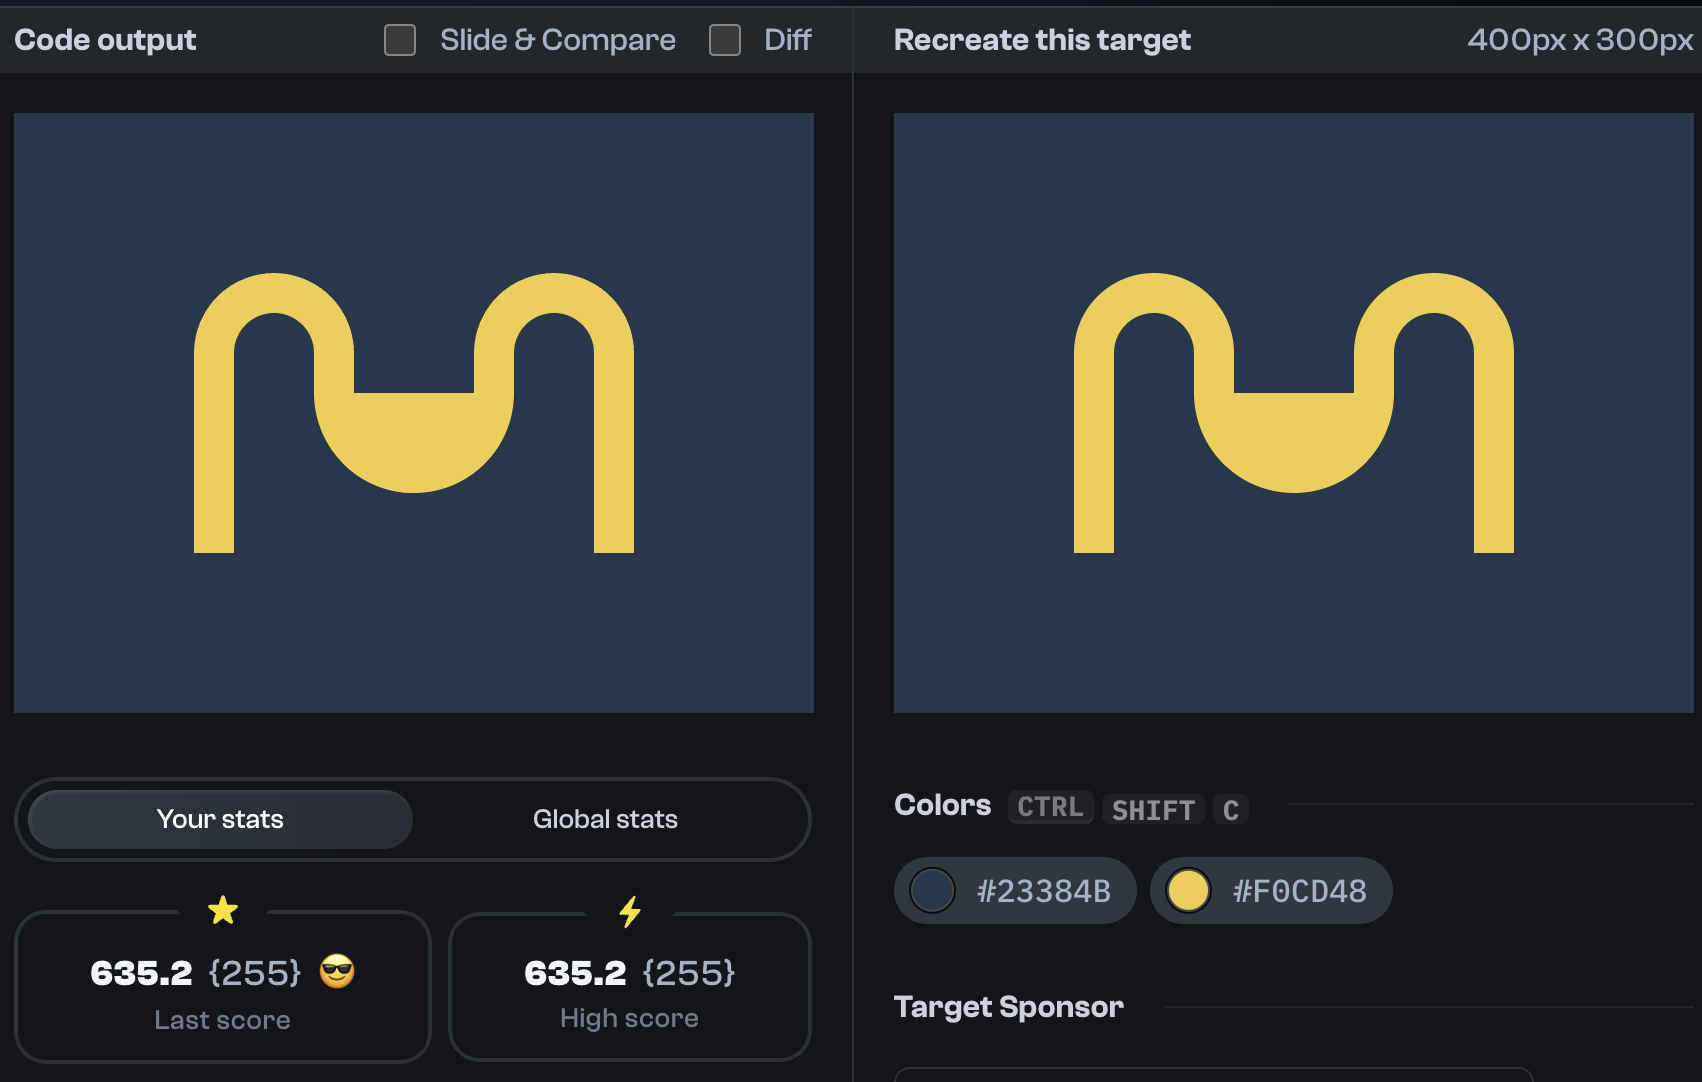 Code output
Slide & Compare
Diff
Recreate this target
400px x 300px
Your stats
Global stats
635.2 {255}
Last score
635.2 {255}
High score
Colors CTRL SHIFT C
#23384B
#F0CD48
Target Sponsor